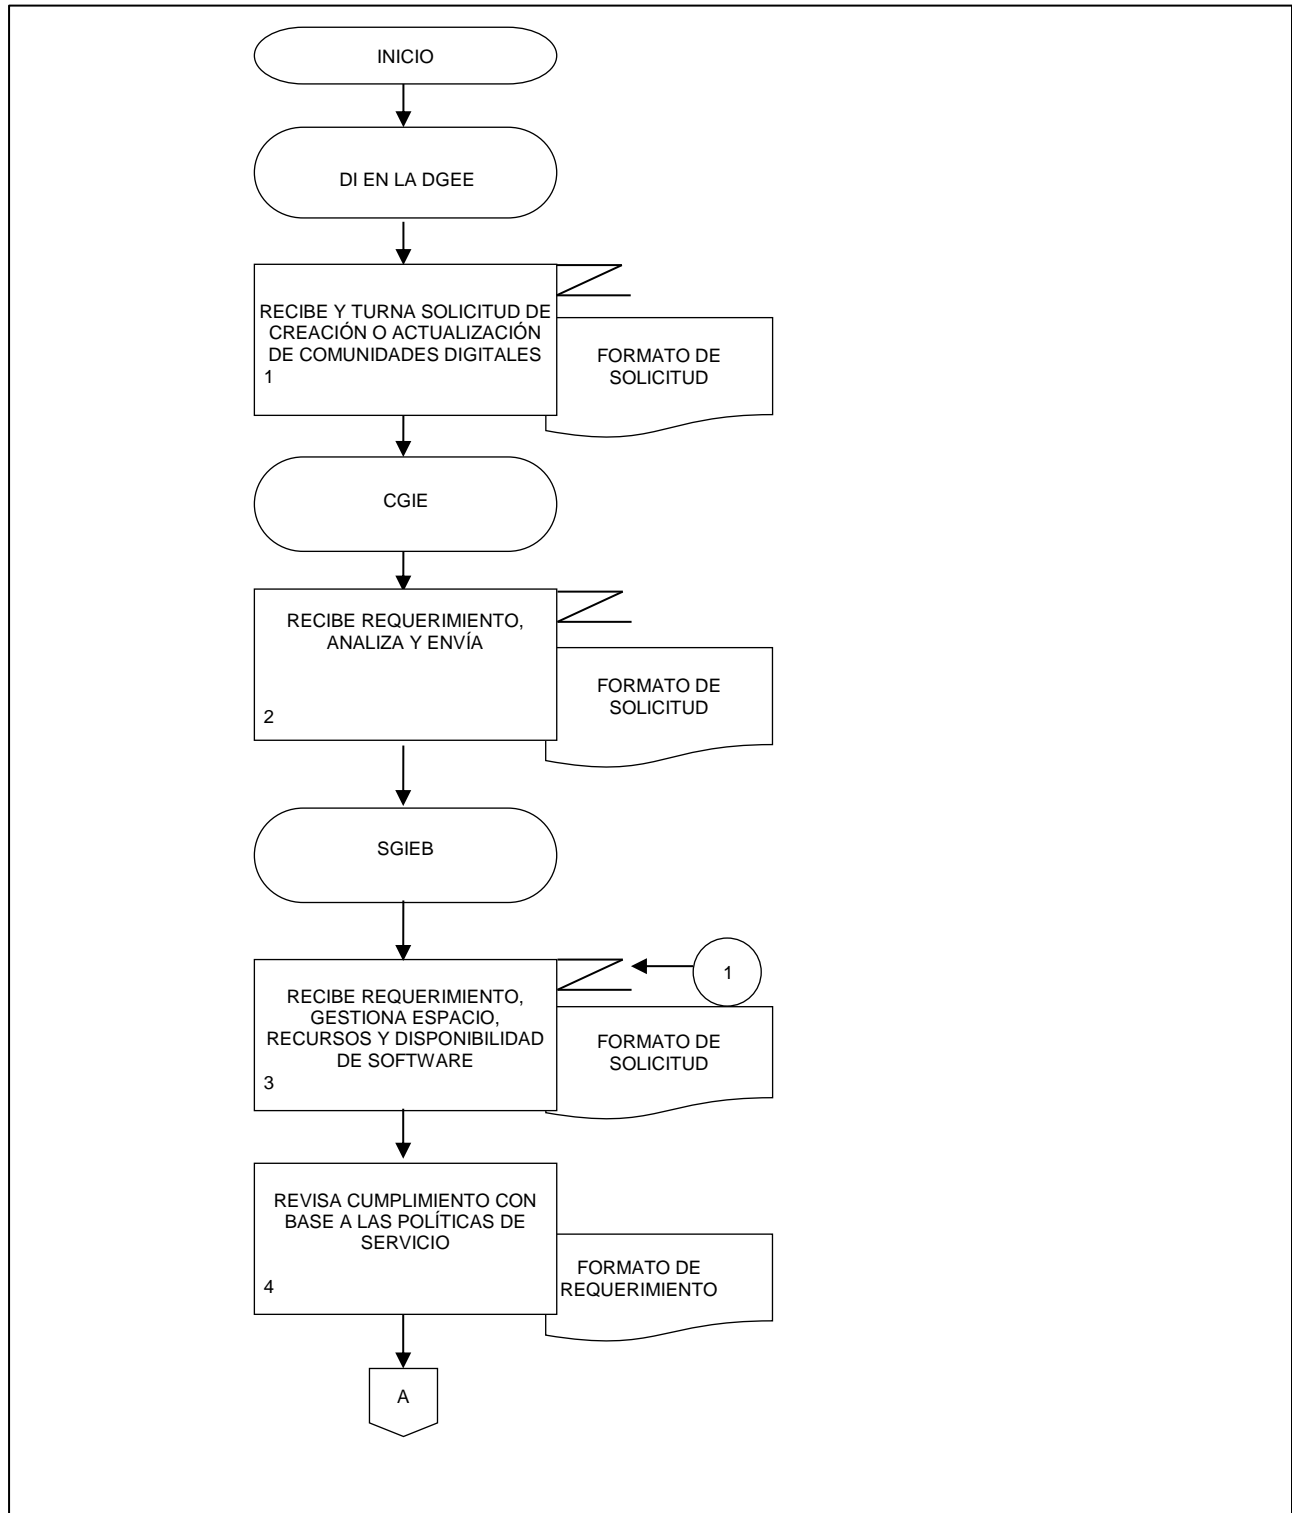 INICIO
DI EN LA DGEE
RECIBE Y TURNA SOLICITUD DE
CREACIÓN O ACTUALIZACIÓN
DE COMUNIDADES DIGITALES
1
FORMATO DE
SOLICITUD
CGIE
RECIBE REQUERIMIENTO,
ANALIZA Y ENVÍA
2
FORMATO DE
SOLICITUD
SGIEB
1
RECIBE REQUERIMIENTO,
GESTIONA ESPACIO,
RECURSOS Y DISPONIBILIDAD
DE SOFTWARE
3
FORMATO DE
SOLICITUD
REVISA CUMPLIMIENTO CON
BASE A LAS POLÍTICAS DE
SERVICIO
4
FORMATO DE
REQUERIMIENTO
A